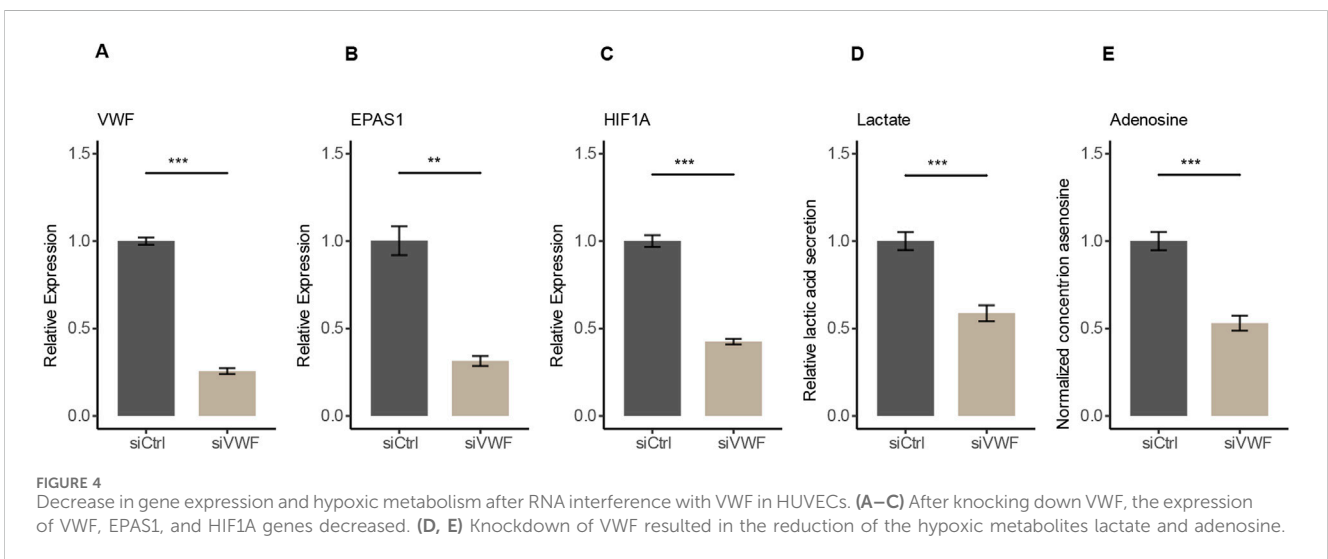 A
B
C
D
E
VWF
EPAS1
HIF1A
Lactate
Adenosine
Relative Expression
1.5
1.0
0.5
0.0
***
siCtrl
siVWF
Relative Expression
1.5
1.0
0.5
0.0
**
siCtrl
siVWF
Relative Expression
1.5
1.0
0.5
0.0
***
siCtrl
siVWF
Relative lactic acid secretion
1.5
1.0
0.5
0.0
***
siCtrl
siVWF
Normalized concentrion asenosine
1.5
1.0
0.5
0.0
***
siCtrl
siVWF
FIGURE 4
Decrease in gene expression and hypoxic metabolism after RNA interference with VWF in HUVECs. (A–C) After knocking down VWF, the expression
of VWF, EPAS1, and HIF1A genes decreased. (D, E) Knockdown of VWF resulted in the reduction of the hypoxic metabolites lactate and adenosine.